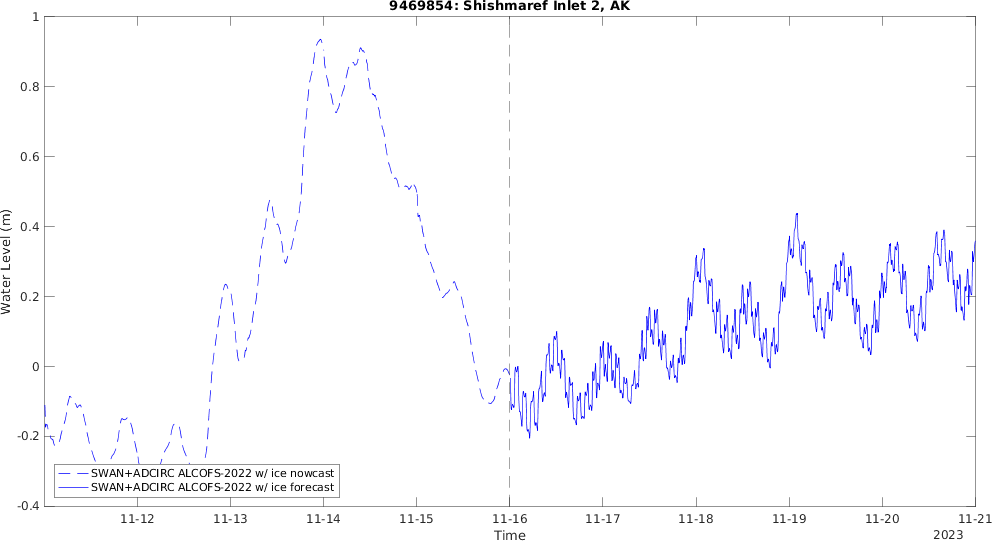 9469854: Shishmaref Inlet 2, AK
1
0.8
0.6
0.4
0.2
0
-0.2
-0.4
Water Level (m)
SWAN+ADCIRC ALCOFS-2022 w/ ice nowcast
SWAN+ADCIRC ALCOFS-2022 w/ ice forecast
11-12 11-13 11-14 11-15 11-16 11-17 11-18 11-19 11-20 11-21
Time
2023